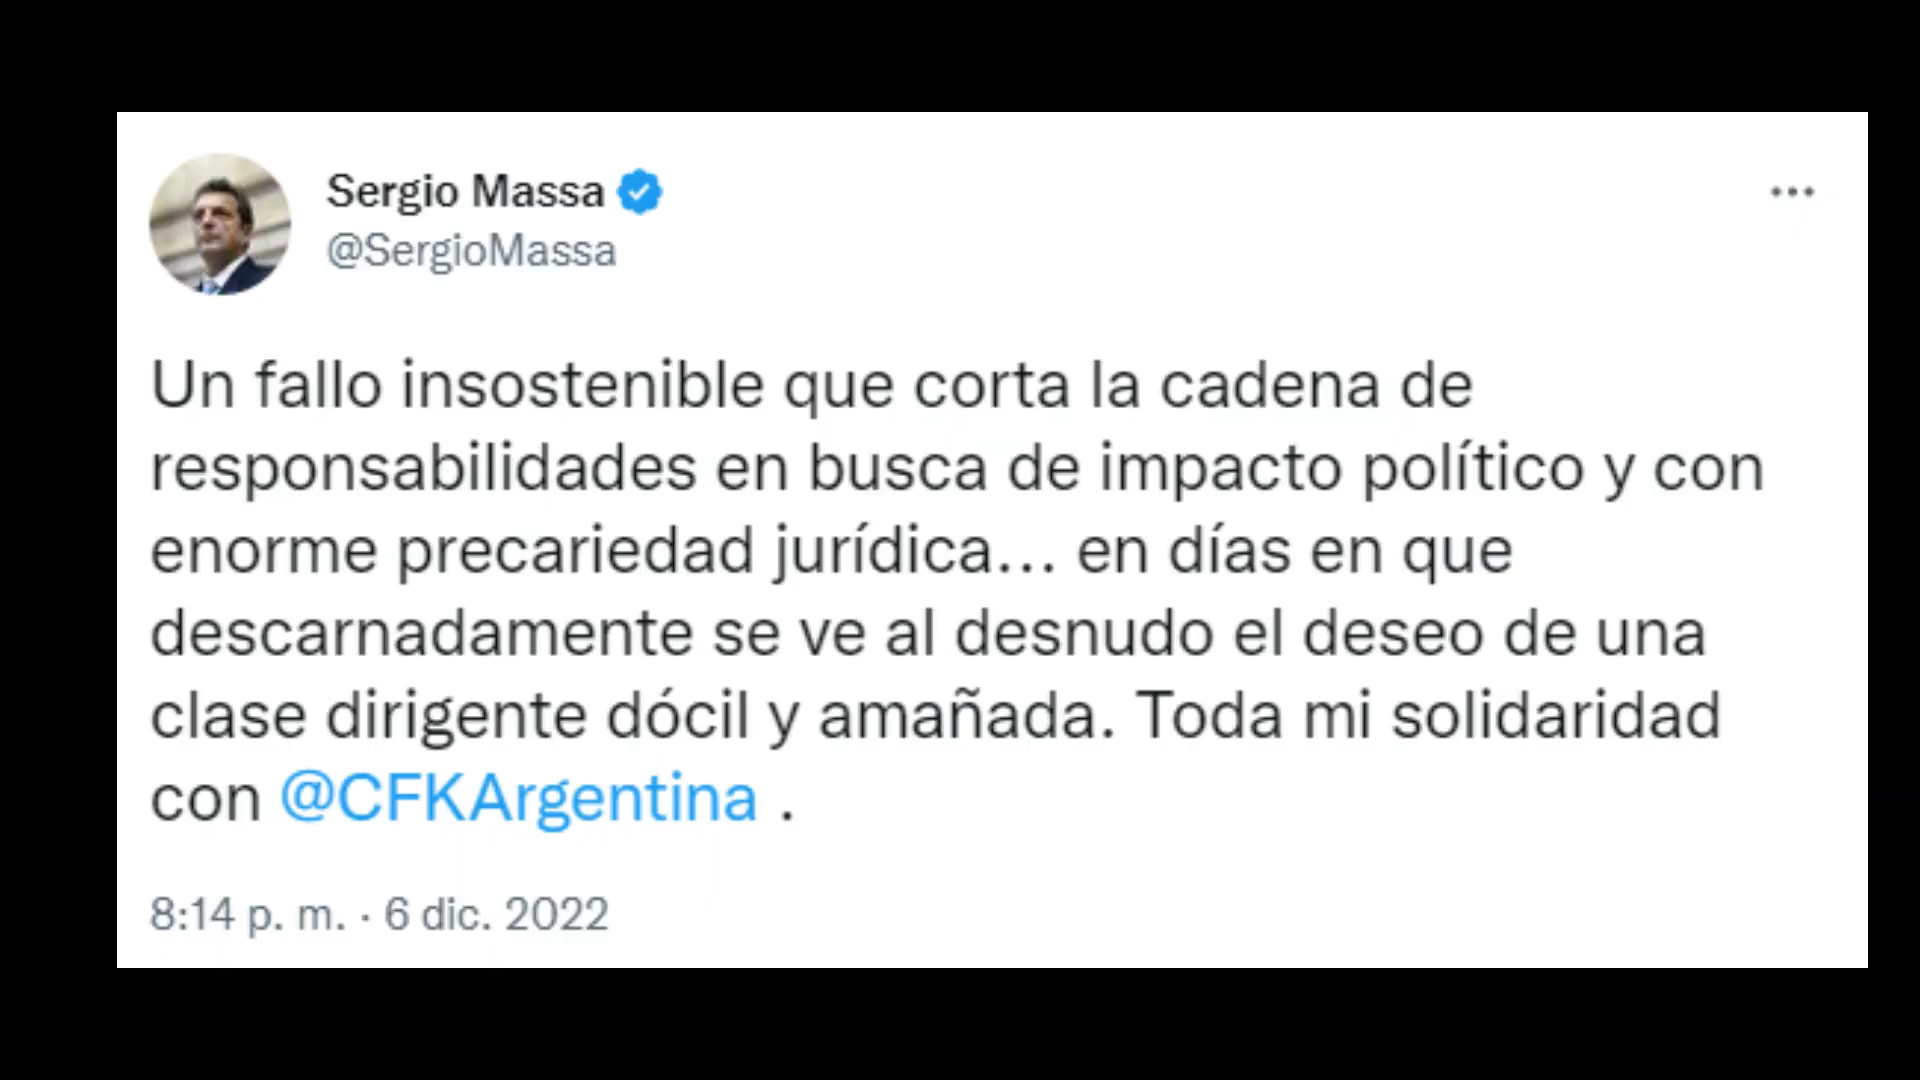 Sergio Massa
@SergioMassa
Un fallo insostenible que corta la cadena de
responsabilidades en busca de impacto político y con
enorme precariedad jurídica... en días en que
descarnadamente se ve al desnudo el deseo de una
clase dirigente dócil y amañada. Toda mi solidaridad
con @CFKArgentina .
8:14 p. m. · 6 dic. 2022